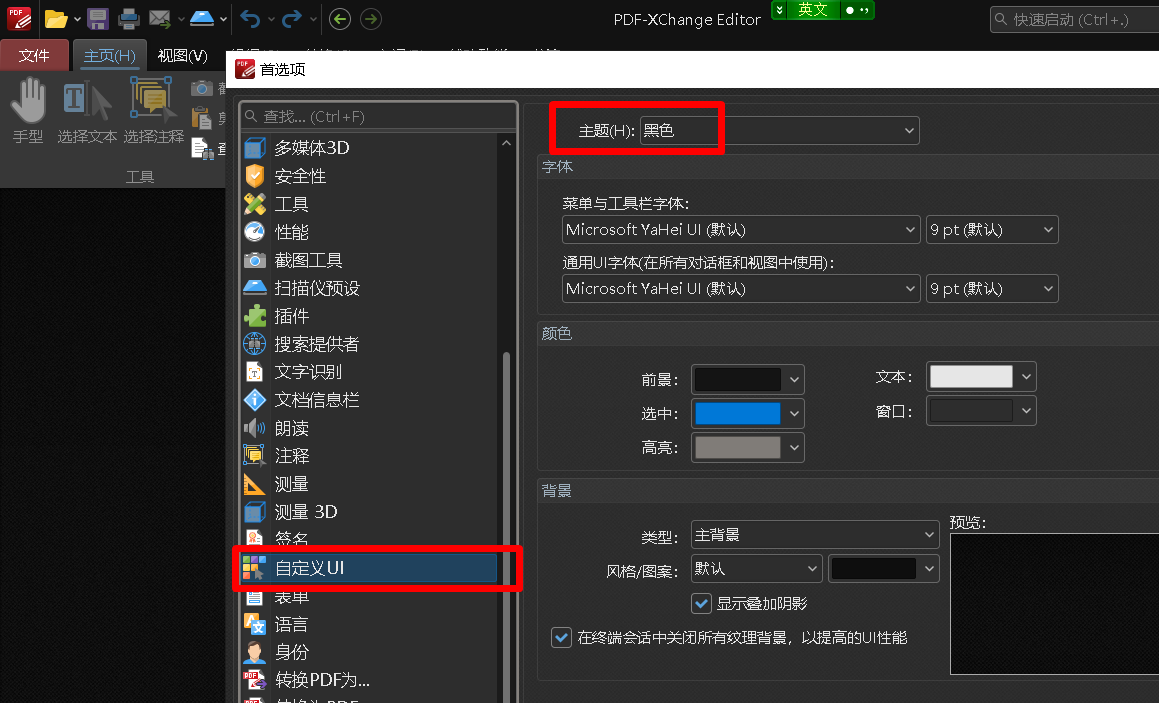 PDF-XChange Editor
英文
快速启动 (Ctrl+.)
文件
主页(H)
视图(V)
手型
选择文本
选择注释
工具
首选项
查找... (Ctrl+F)
多媒体3D
安全性
工具
性能
截图工具
扫描仪预设
插件
搜索提供者
文字识别
文档信息栏
朗读
注释
测量
测量 3D
签名
自定义UI
表单
语言
身份
转换PDF为...
主题(H): 黑色
字体
菜单与工具栏字体:
Microsoft YaHei UI (默认)
9 pt (默认)
通用UI字体(在所有对话框和视图中使用):
Microsoft YaHei UI (默认)
9 pt (默认)
颜色
前景:
文本:
选中:
窗口:
高亮:
背景
类型: 主背景
预览:
风格/图案: 默认
显示叠加阴影
在终端会话中关闭所有纹理背景，以提高的UI性能